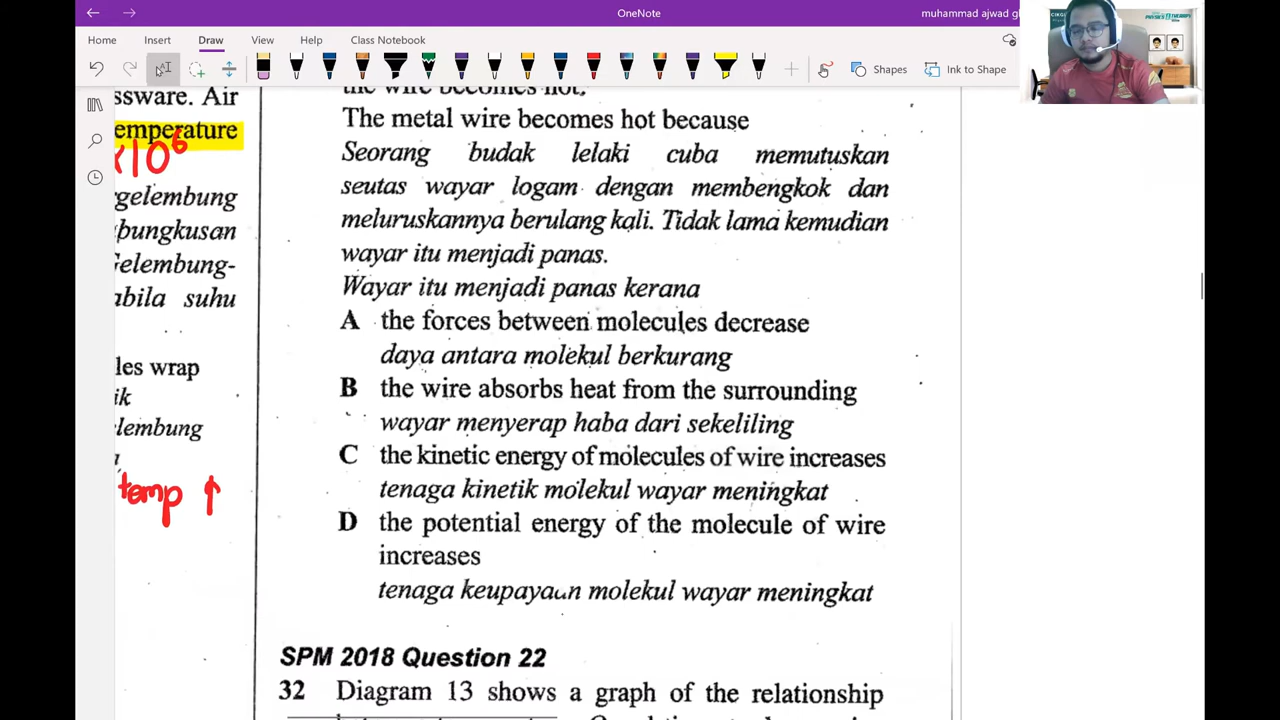 OneNote
muhammad ajwad
Home Insert Draw View Help Class Notebook
Shapes Ink to Shape
ssware. Air
emperature
x10⁶
gelembung
bungkusan
Gelembung-
abila suhu
les wrap
ik
lembung
temp ↑
the wire becomes hot.
The metal wire becomes hot because
Seorang budak lelaki cuba memutuskan
seutas wayar logam dengan membengkok dan
meluruskannya berulang kali. Tidak lama kemudian
wayar itu menjadi panas.
Wayar itu menjadi panas kerana
A the forces between molecules decrease
daya antara molekul berkurang
B the wire absorbs heat from the surrounding
wayar menyerap haba dari sekeliling
C the kinetic energy of molecules of wire increases
tenaga kinetik molekul wayar meningkat
D the potential energy of the molecule of wire
increases
tenaga keupayaan molekul wayar meningkat
SPM 2018 Question 22
32 Diagram 13 shows a graph of the relationship